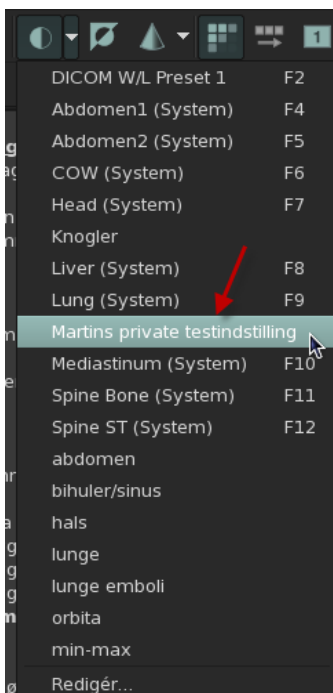 1
DICOM W/L Preset 1 F2
Abdomen1 (System) F4
Abdomen2 (System) F5
COW (System) F6
Head (System) F7
Knogler
Liver (System) F8
Lung (System) F9
Martins private testindstilling
Mediastinum (System) F10
Spine Bone (System) F11
Spine ST (System) F12
abdomen
bihuler/sinus
hals
lunge
lunge emboli
orbita
min-max
Redigér...